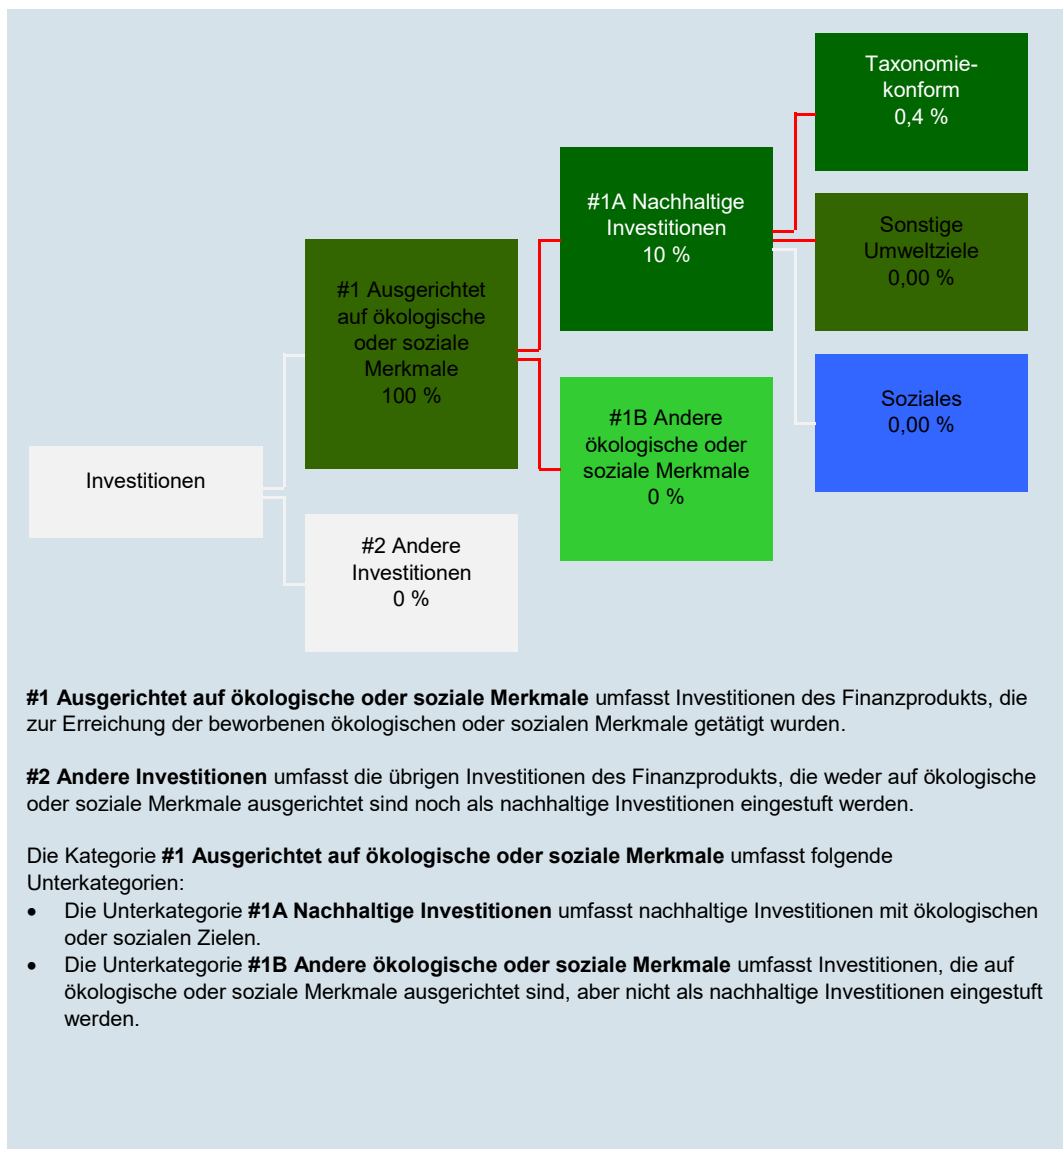 Taxonomie-
konform
0,4 %
#1A Nachhaltige
Investitionen
10 %
Sonstige
Umweltziele
0,00 %
#1 Ausgerichtet
auf ökologische
oder soziale
Merkmale
100 %
Soziales
0,00 %
#1B Andere
ökologische oder
soziale Merkmale
0 %
Investitionen
#2 Andere
Investitionen
0 %
#1 Ausgerichtet auf ökologische oder soziale Merkmale umfasst Investitionen des Finanzprodukts, die
zur Erreichung der beworbenen ökologischen oder sozialen Merkmale getätigt wurden.
#2 Andere Investitionen umfasst die übrigen Investitionen des Finanzprodukts, die weder auf ökologische
oder soziale Merkmale ausgerichtet sind noch als nachhaltige Investitionen eingestuft werden.
Die Kategorie #1 Ausgerichtet auf ökologische oder soziale Merkmale umfasst folgende
Unterkategorien:
• Die Unterkategorie #1A Nachhaltige Investitionen umfasst nachhaltige Investitionen mit ökologischen
oder sozialen Zielen.
• Die Unterkategorie #1B Andere ökologische oder soziale Merkmale umfasst Investitionen, die auf
ökologische oder soziale Merkmale ausgerichtet sind, aber nicht als nachhaltige Investitionen eingestuft
werden.